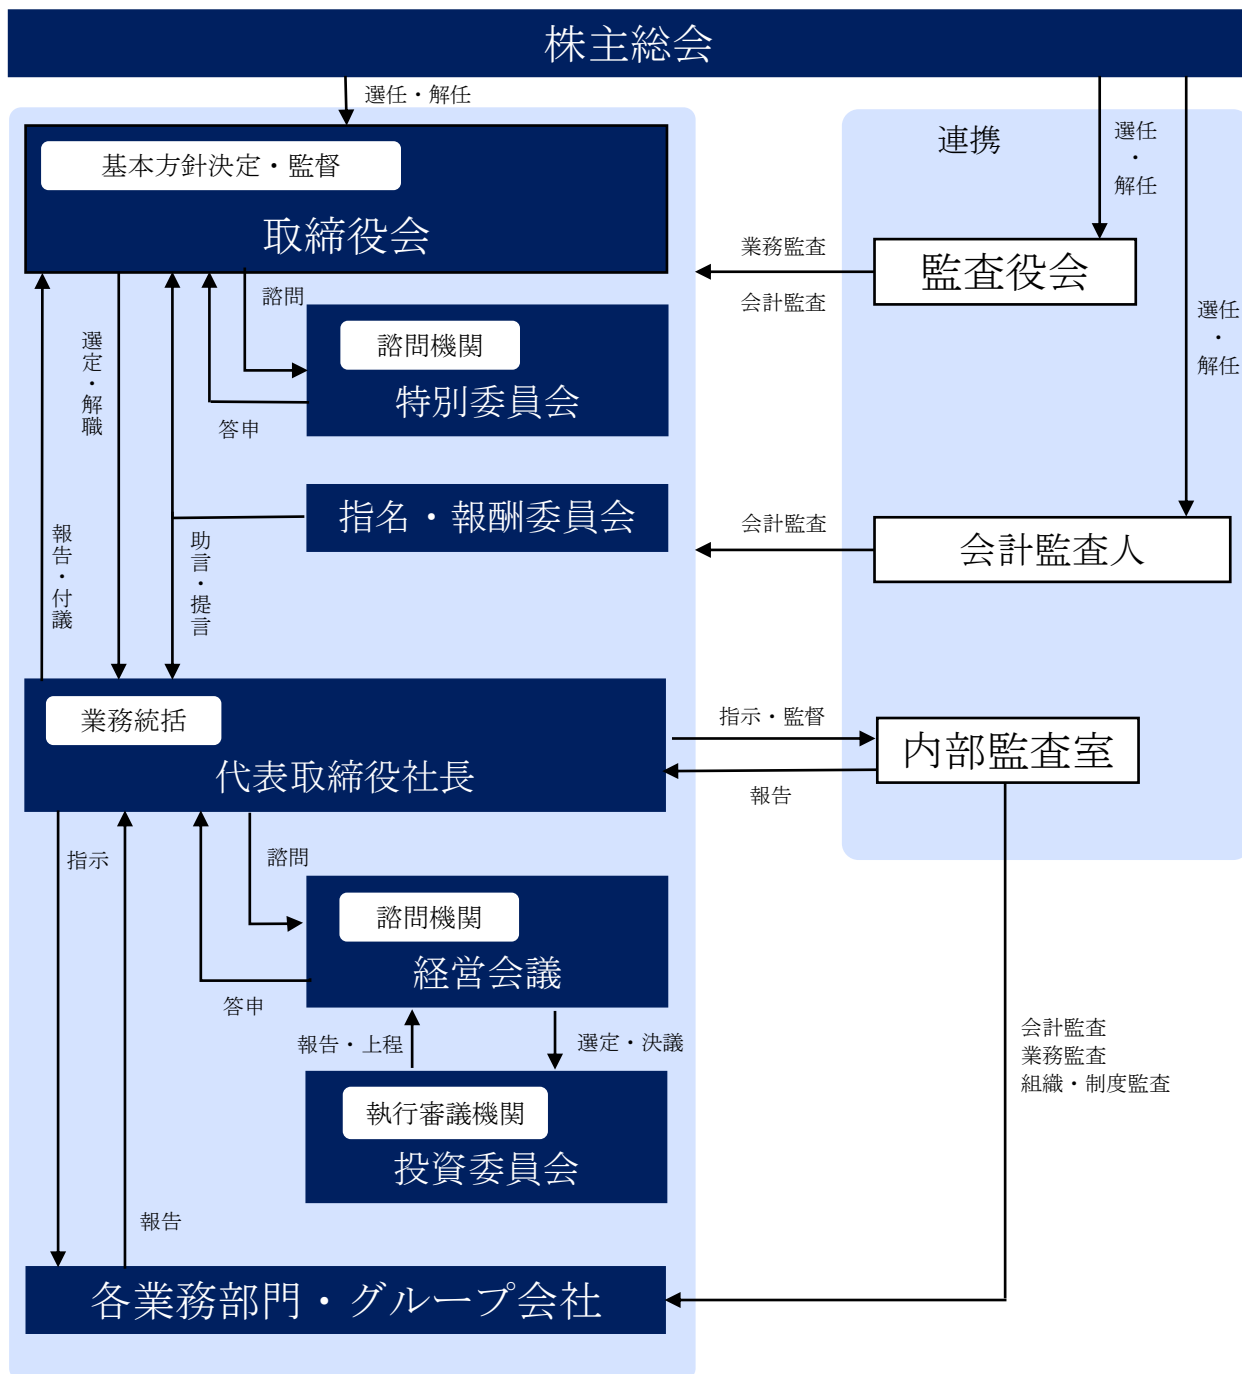 株主総会
選任・解任
基本方針決定・監督
取締役会
連携
選任
・
解任
業務監査
会計監査
監査役会
選任
・
解任
諮問
諮問機関
特別委員会
答申
選定・解職
指名・報酬委員会
報告・付議
助言・提言
会計監査
会計監査人
業務統括
代表取締役社長
指示・監督
内部監査室
報告
指示
諮問
諮問機関
経営会議
答申
報告・上程
選定・決議
会計監査
業務監査
組織・制度監査
執行審議機関
投資委員会
報告
各業務部門・グループ会社